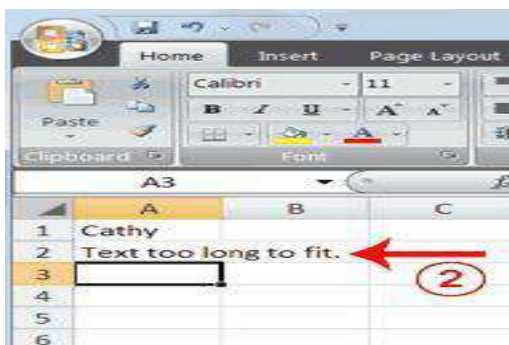 Home Insert Page Layout
Calibri 11
B I U A A
Paste
Clipboard Font
A3
A B C
1 Cathy
2 Text too long to fit.
2
3
4
5
6